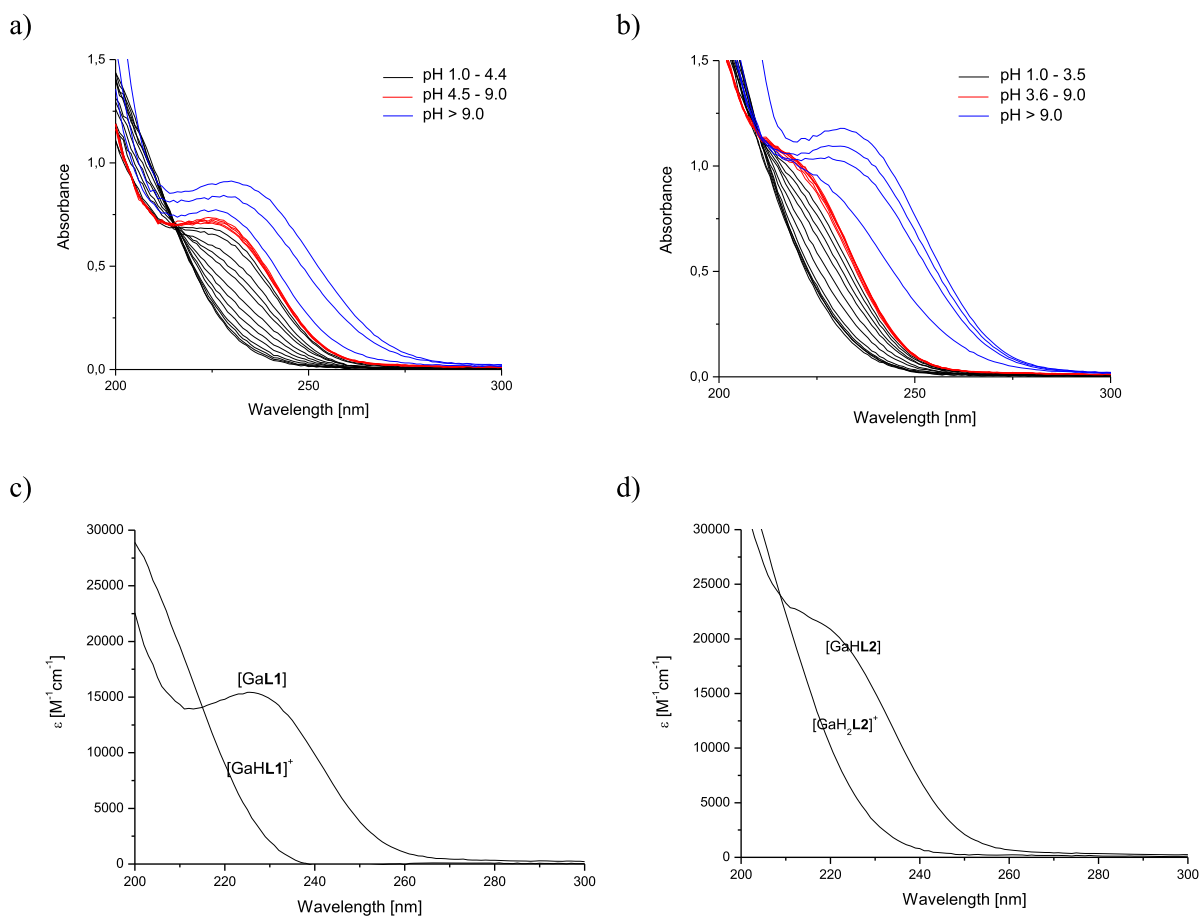 a)
1,5
1,0
0,5
0,0
200
250
300
Absorbance
Wavelength [nm]
pH 1.0 - 4.4
pH 4.5 - 9.0
pH > 9.0
b)
1,5
1,0
0,5
0,0
200
250
300
Absorbance
Wavelength [nm]
pH 1.0 - 3.5
pH 3.6 - 9.0
pH > 9.0
c)
30000
25000
20000
15000
10000
5000
0
200
220
240
260
280
300
ε [M⁻¹cm⁻¹]
Wavelength [nm]
[GaL1]
[GaHL1]⁺
d)
30000
25000
20000
15000
10000
5000
0
200
220
240
260
280
300
ε [M⁻¹cm⁻¹]
Wavelength [nm]
[GaHL2]
[GaH₂L2]⁺